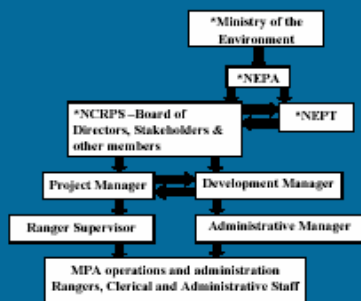 *Ministry of the
Environment
*NEPA
*NCRPS –Board of
Directors, Stakeholders &
other members
*NEPT
Project Manager
Development Manager
Ranger Supervisor
Administrative Manager
MPA operations and administration
Rangers, Clerical and Administrative Staff